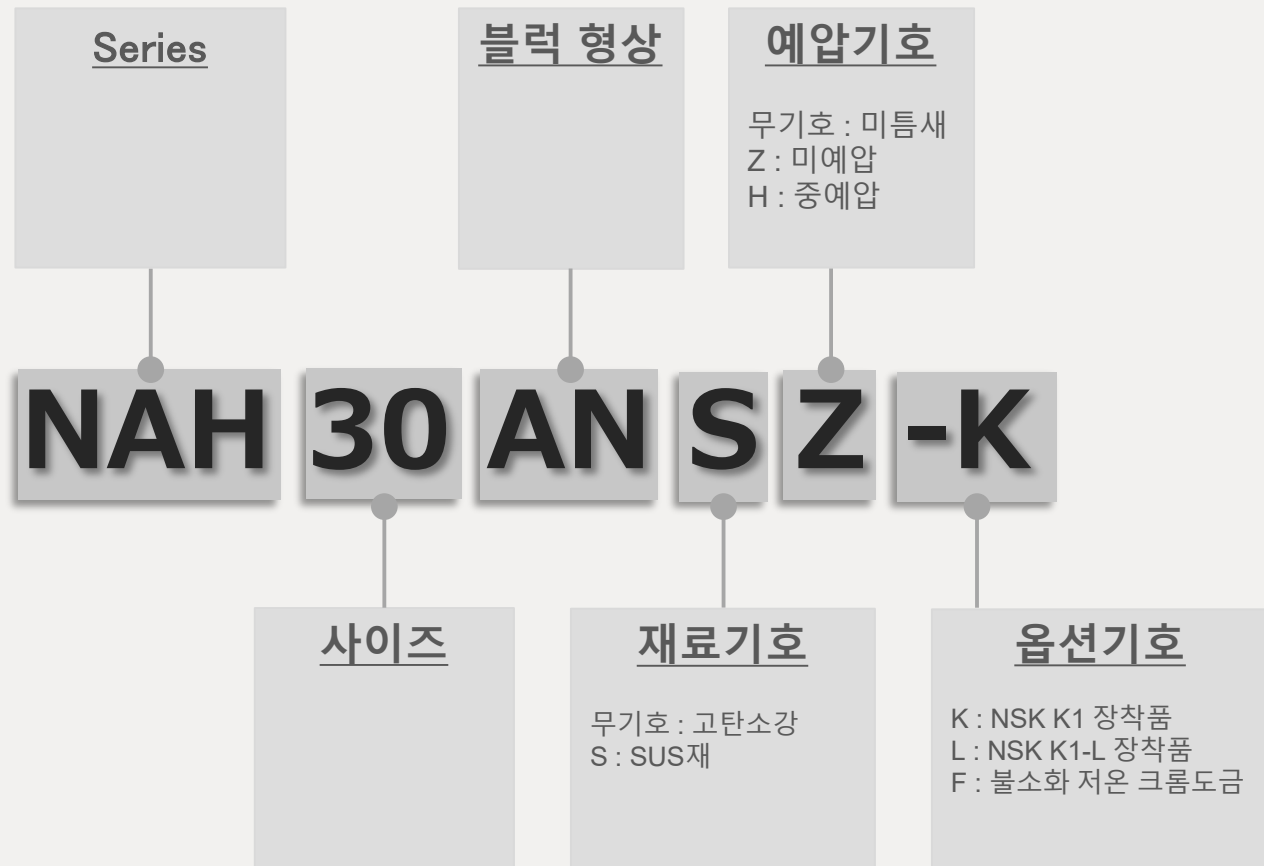 Series
블럭 형상
예압기호
무기호 : 미틈새
Z : 미예압
H : 중예압
NAH 30 AN S Z -K
사이즈
재료기호
무기호 : 고탄소강
S : SUS재
옵션기호
K : NSK K1 장착품
L : NSK K1-L 장착품
F : 불소화 저온 크롬도금